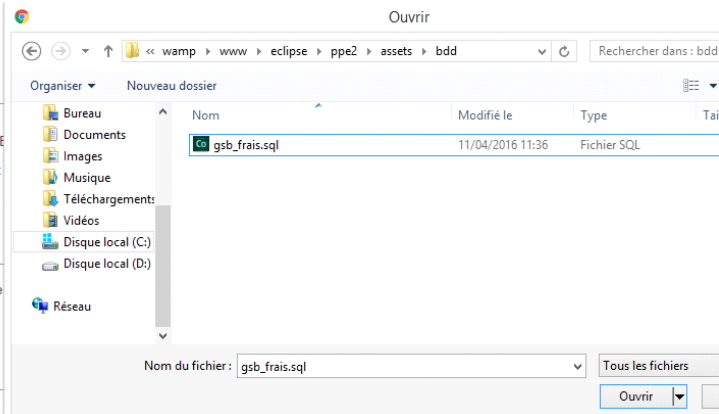 Ouvrir
« wamp www eclipse ppe2 assets bdd
Rechercher dans : bdd
Organiser Nouveau dossier
Nom Modifié le Type Tai
Co gsb_frais.sql 11/04/2016 11:36 Fichier SQL
Bureau
Documents
Images
Musique
Téléchargements
Vidéos
Disque local (C:)
Disque local (D:)
Réseau
Nom du fichier : gsb_frais.sql Tous les fichiers
Ouvrir